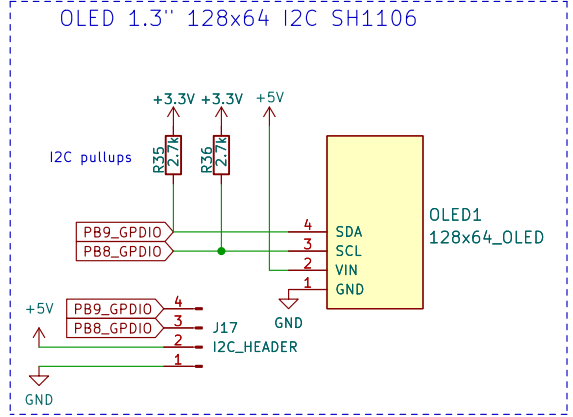 OLED 1.3" 128x64 I2C SH1106
+3.3V +3.3V +5V
I2C pullups
R35 2.7k R36 2.7k
PB9_GPDIO 4 SDA
PB8_GPDIO 3 SCL
2 VIN
1 GND
OLED1
128x64_OLED
GND
+5V
PB9_GPDIO 4
PB8_GPDIO 3
2
1
J17
I2C_HEADER
GND